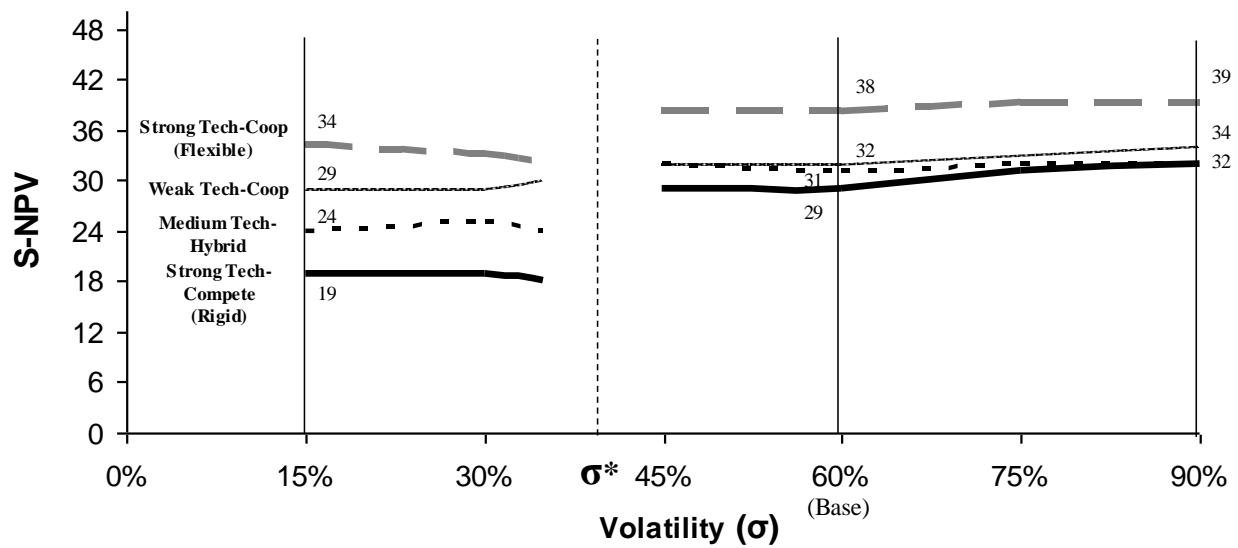 48
42
36
30
24
18
12
6
0
S-NPV
Strong Tech-Coop
(Flexible)
Weak Tech-Coop
Medium Tech-
Hybrid
Strong Tech-
Compete
(Rigid)
34
29
24
19
38
32
31
29
39
34
32
0%
15%
30%
σ*
45%
60%
75%
90%
(Base)
Volatility (σ)